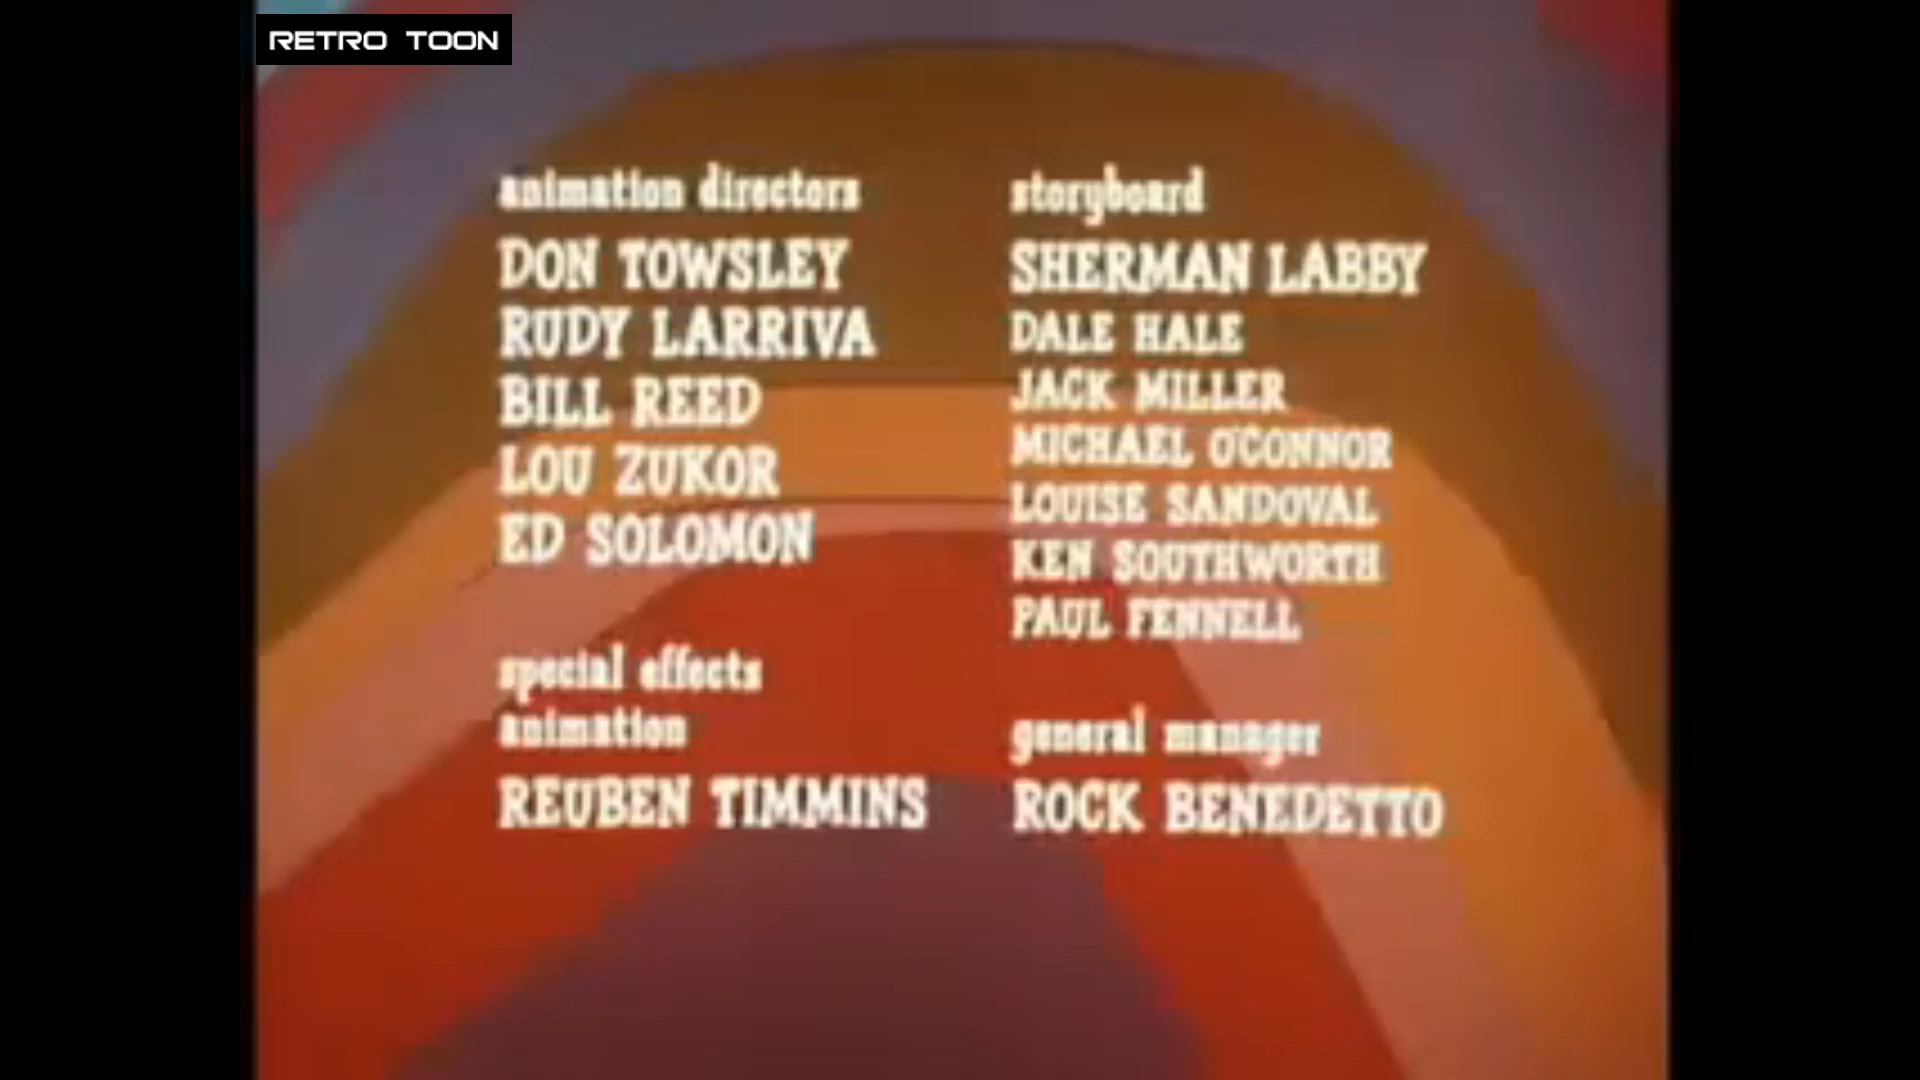 RETRO TOON
animation directors
DON TOWSLEY
RUDY LARRIVA
BILL REED
LOU ZUKOR
ED SOLOMON
special effects
animation
REUBEN TIMMINS
storyboard
SHERMAN LABBY
DALE HALE
JACK MILLER
MICHAEL O'CONNOR
LOUISE SANDOVAL
KEN SOUTHWORTH
PAUL FENNELL
general manager
ROCK BENEDETTO